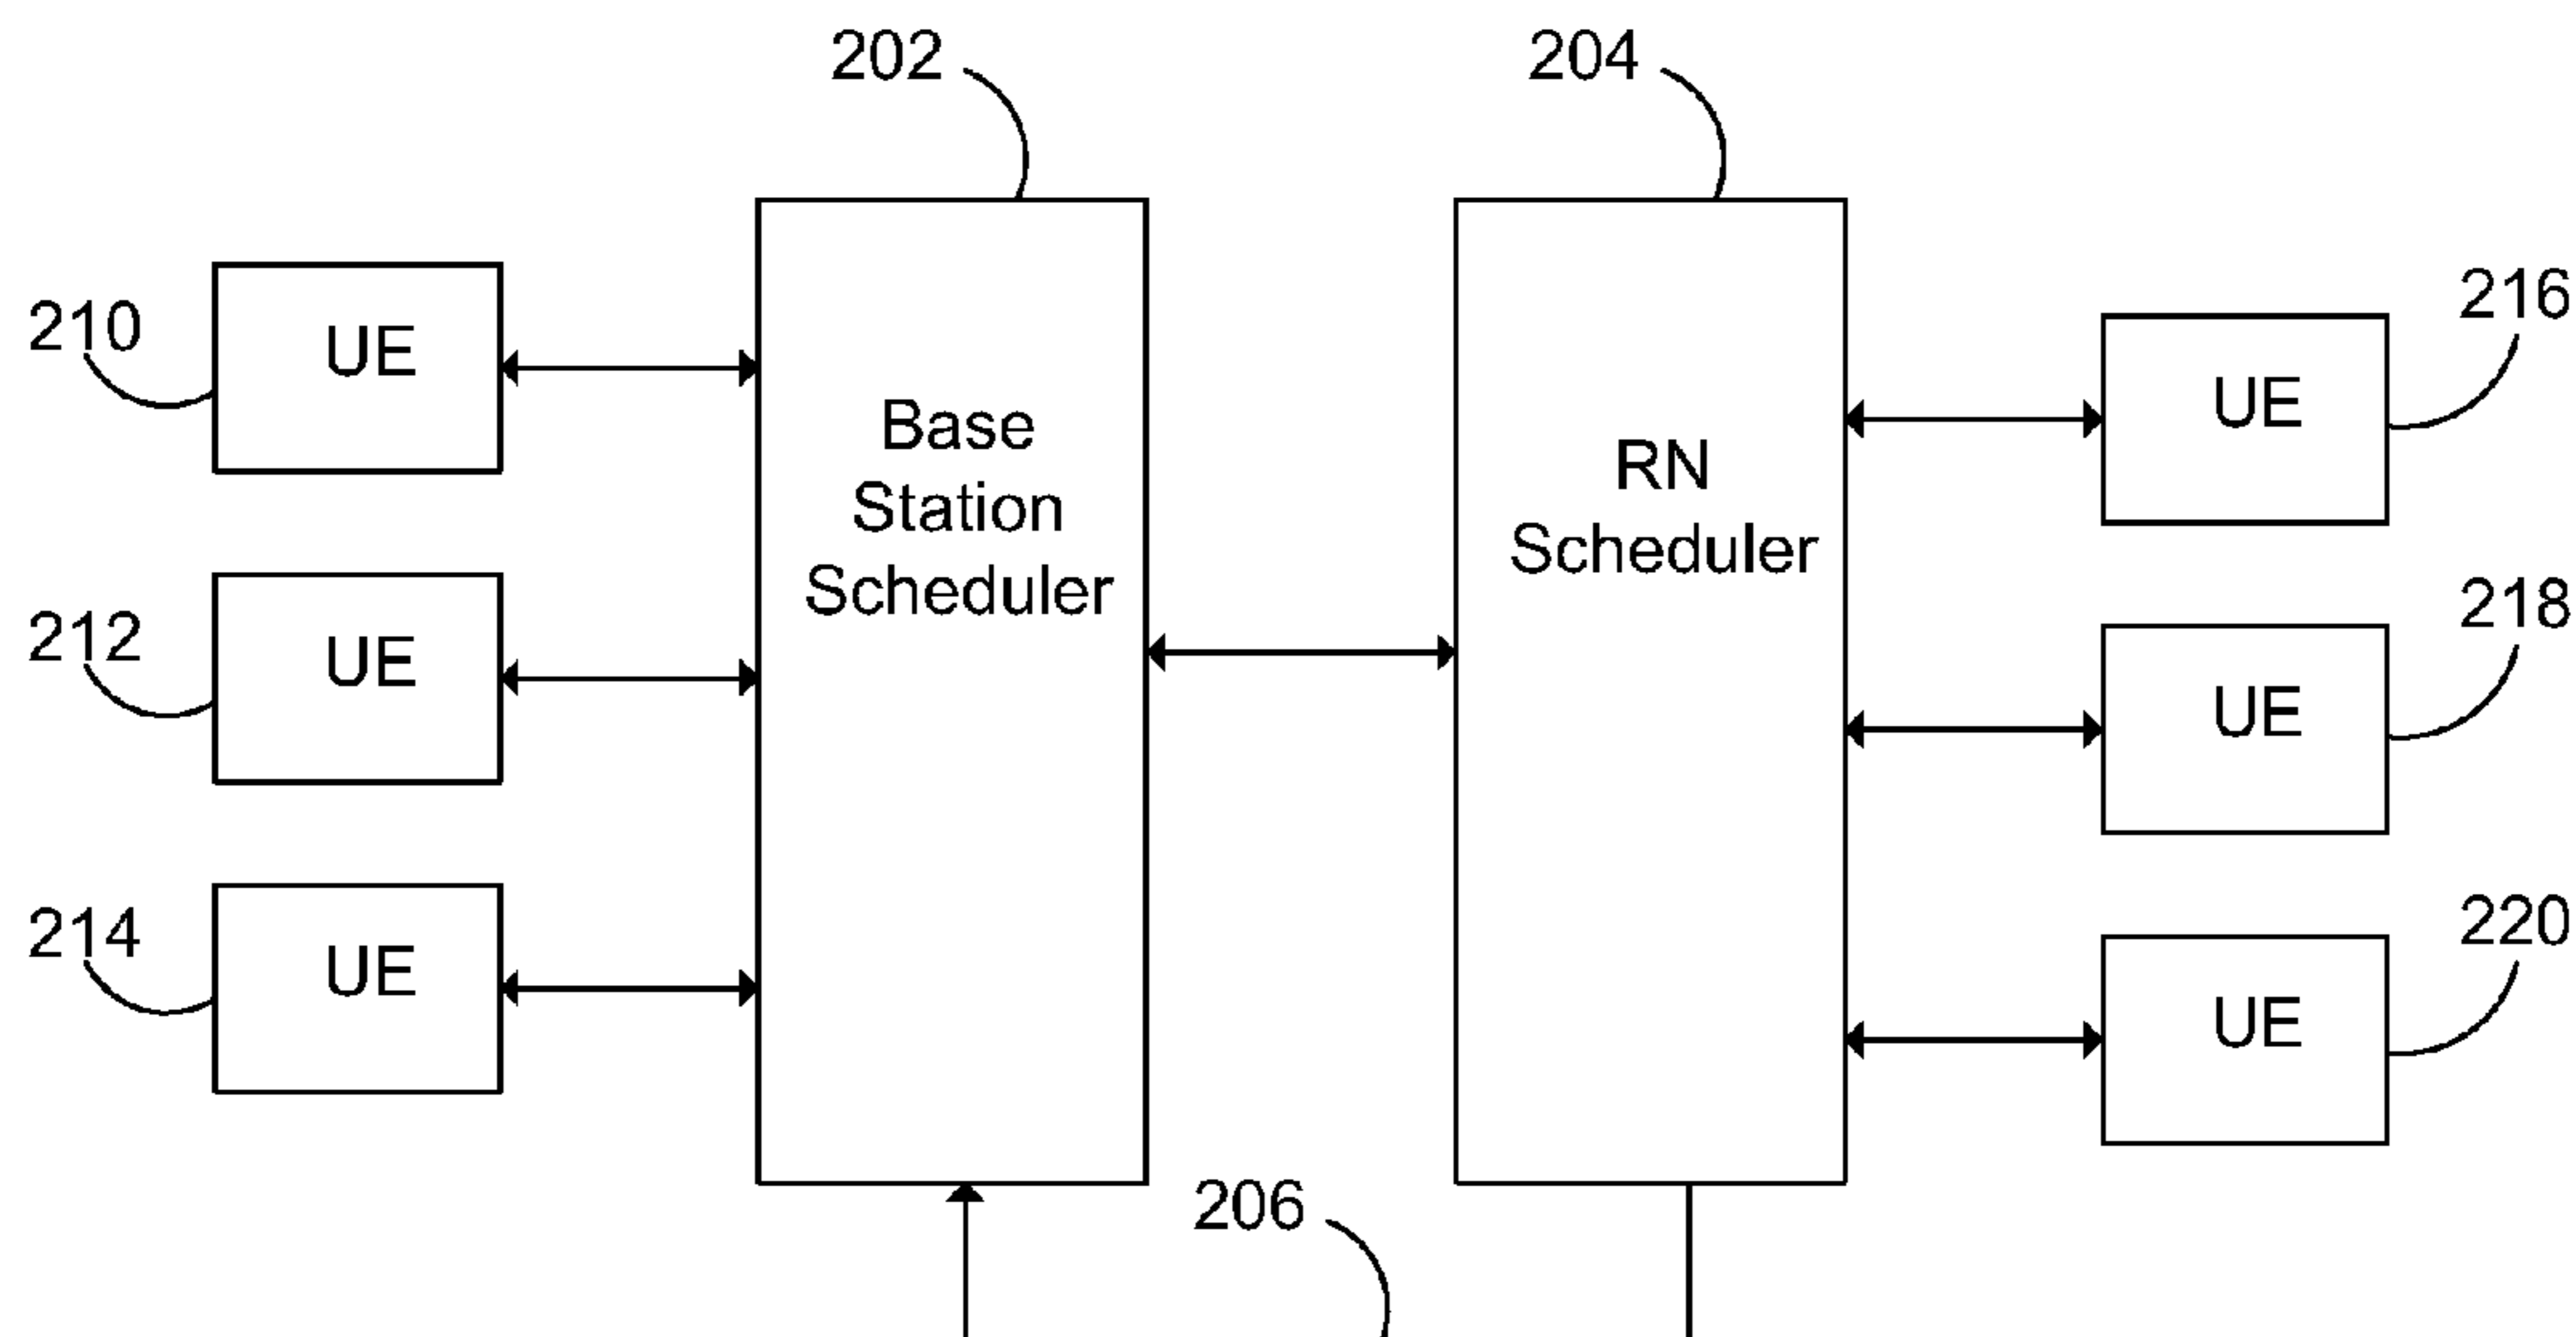 202
204
210
UE
Base
Station
Scheduler
RN
Scheduler
UE
216
212
UE
UE
218
214
UE
UE
220
206